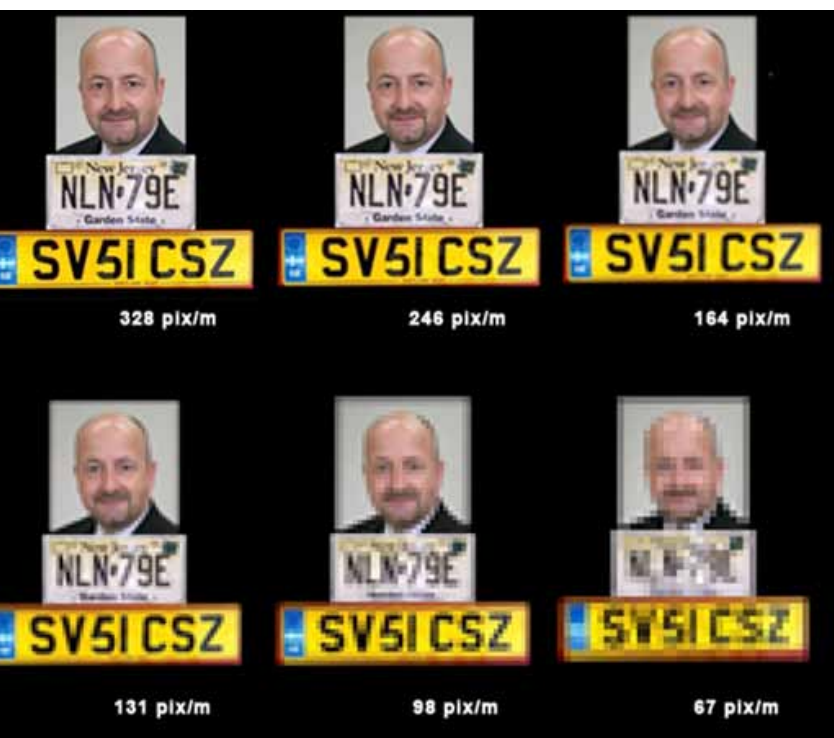 New Jersey
NLN•79E
Garden State
SV51 CSZ
328 pix/m
New Jersey
NLN•79E
Garden State
SV51 CSZ
246 pix/m
New Jersey
NLN•79E
Garden State
SV51 CSZ
164 pix/m
New Jersey
NLN•79E
Garden State
SV51 CSZ
131 pix/m
NLN•79E
SV51 CSZ
98 pix/m
SV51 CSZ
67 pix/m